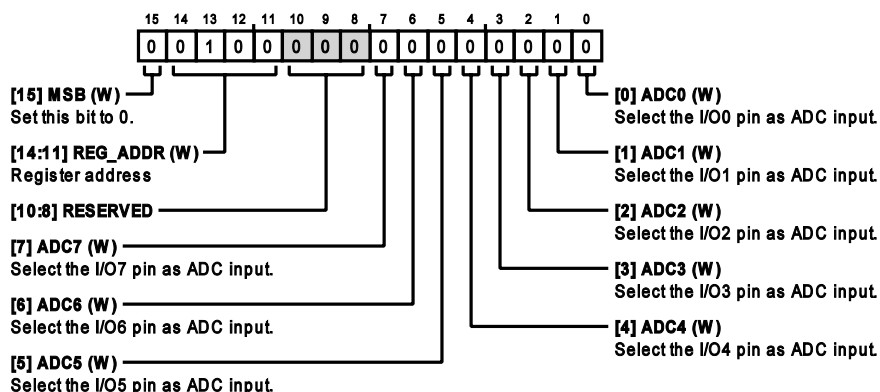 15 14 13 12 11 10 9 8 7 6 5 4 3 2 1 0
0 0 1 0 0 0 0 0 0 0 0 0 0 0 0 0
[15] MSB (W)
Set this bit to 0.
[14:11] REG_ADDR (W)
Register address
[10:8] RESERVED
[7] ADC7 (W)
Select the I/O7 pin as ADC input.
[6] ADC6 (W)
Select the I/O6 pin as ADC input.
[5] ADC5 (W)
Select the I/O5 pin as ADC input.
[0] ADC0 (W)
Select the I/O0 pin as ADC input.
[1] ADC1 (W)
Select the I/O1 pin as ADC input.
[2] ADC2 (W)
Select the I/O2 pin as ADC input.
[3] ADC3 (W)
Select the I/O3 pin as ADC input.
[4] ADC4 (W)
Select the I/O4 pin as ADC input.